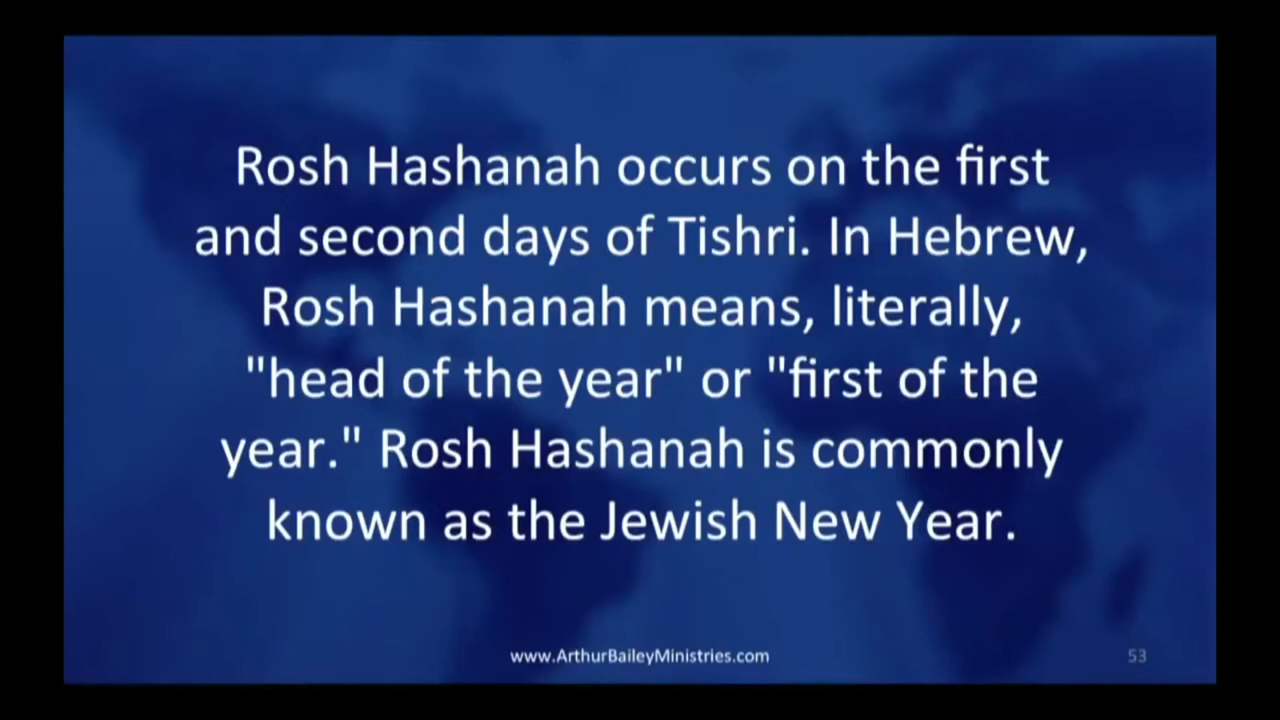 Rosh Hashanah occurs on the first
and second days of Tishri. In Hebrew,
Rosh Hashanah means, literally,
"head of the year" or "first of the
year." Rosh Hashanah is commonly
known as the Jewish New Year.
www.ArthurBaileyMinistries.com
53